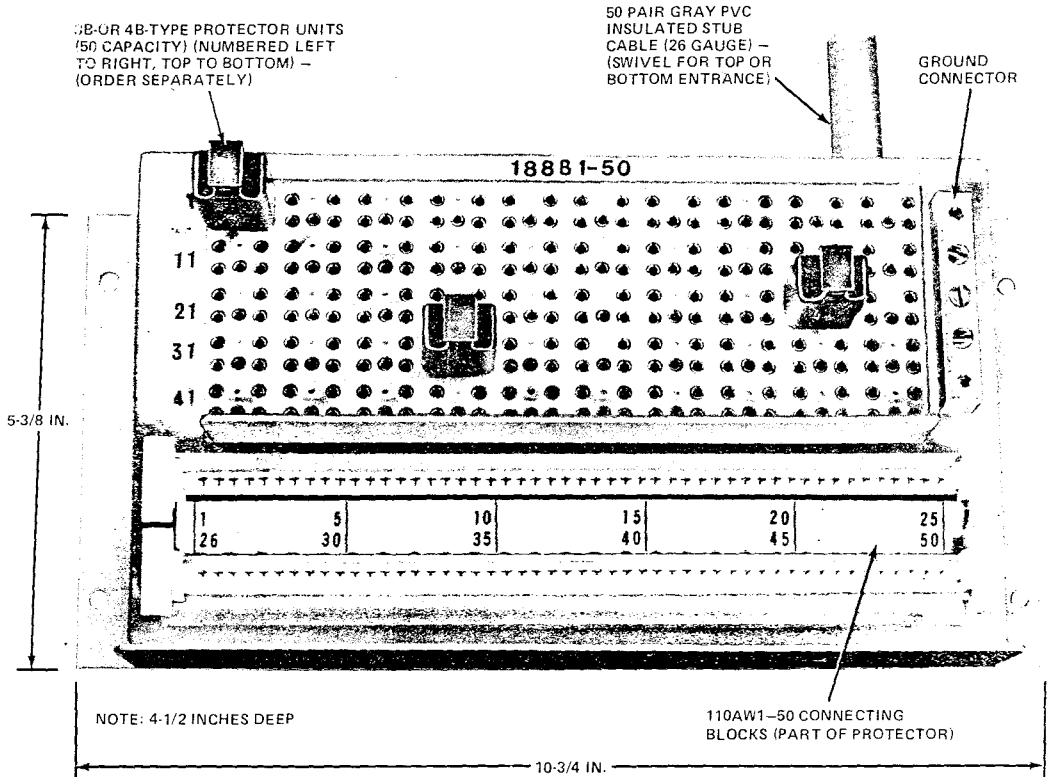 3B-OR 4B-TYPE PROTECTOR UNITS
(50 CAPACITY) (NUMBERED LEFT
TO RIGHT, TOP TO BOTTOM) –
(ORDER SEPARATELY)
50 PAIR GRAY PVC
INSULATED STUB
CABLE (26 GAUGE) –
(SWIVEL FOR TOP OR
BOTTOM ENTRANCE)
GROUND
CONNECTOR
188B1-50
11
21
31
41
5-3/8 IN.
1 5 10 15 20 25
26 30 35 40 45 50
NOTE: 4-1/2 INCHES DEEP
110AW1–50 CONNECTING
BLOCKS (PART OF PROTECTOR)
10-3/4 IN.